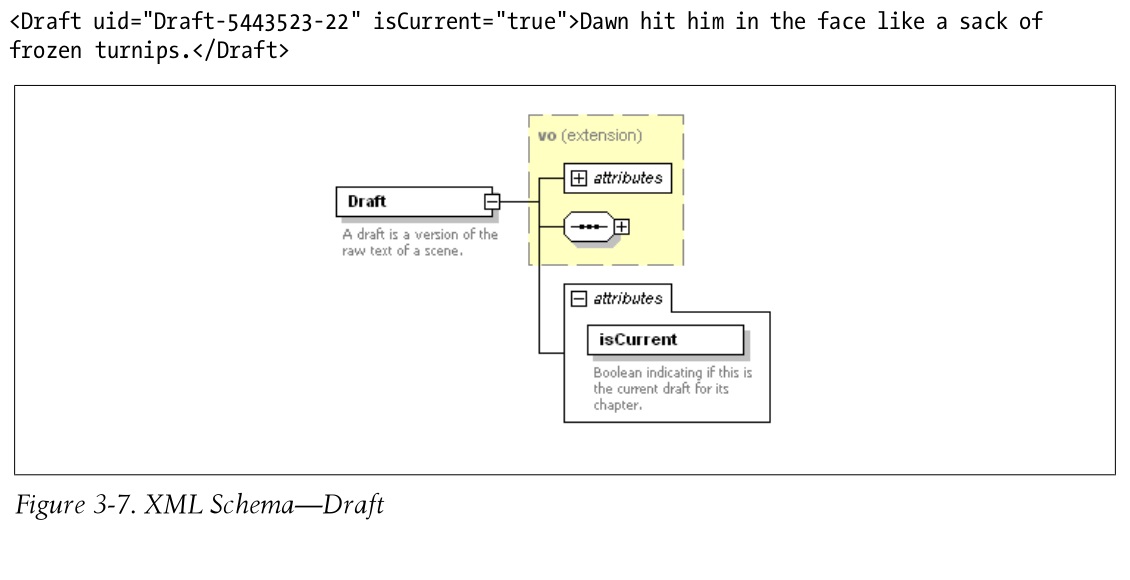 <Draft uid="Draft-5443523-22" isCurrent="true">Dawn hit him in the face like a sack of
frozen turnips.</Draft>
vo (extension)
attributes
Draft
A draft is a version of the
raw text of a scene.
attributes
isCurrent
Boolean indicating if this is
the current draft for its
chapter.
Figure 3-7. XML Schema—Draft